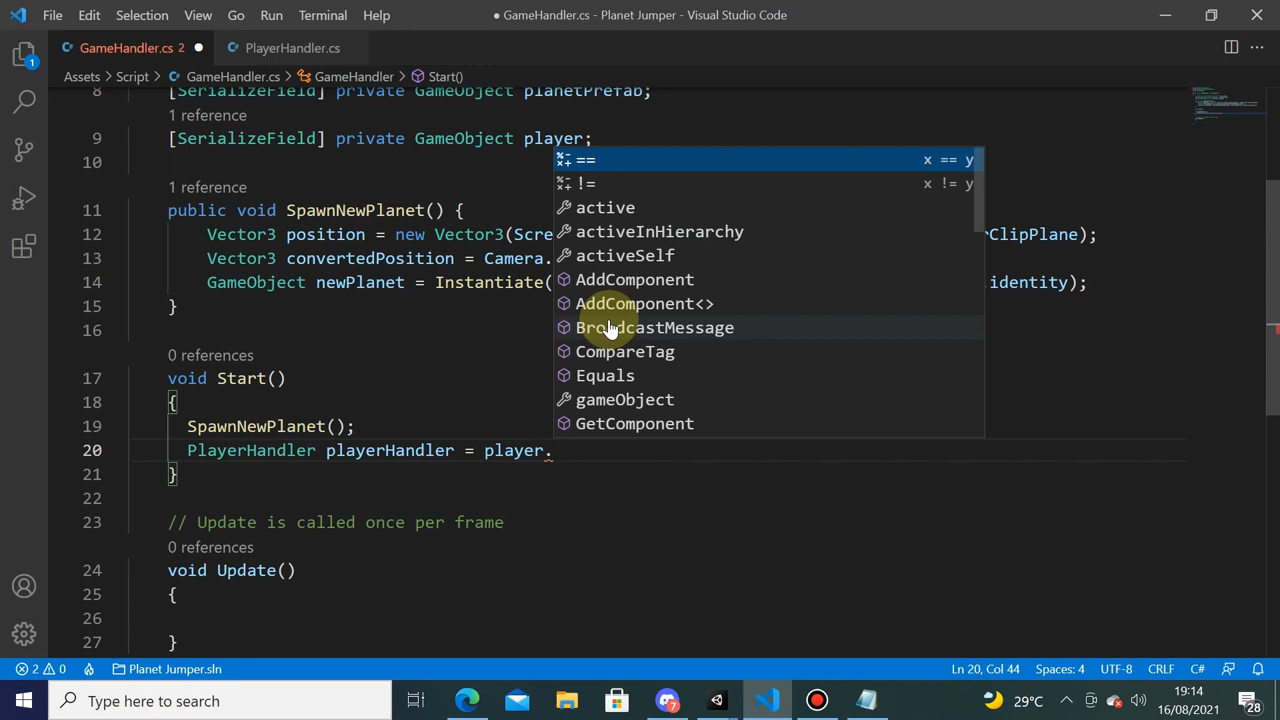 File Edit Selection View Go Run Terminal Help
● GameHandler.cs - Planet Jumper - Visual Studio Code
GameHandler.cs 2 ●
PlayerHandler.cs
Assets > Script > GameHandler.cs > GameHandler > Start()
8 [SerializeField] private GameObject planetPrefab;
1 reference
9 [SerializeField] private GameObject player;
10
1 reference
11 public void SpawnNewPlanet() {
12 Vector3 position = new Vector3(Scre rClipPlane);
13 Vector3 convertedPosition = Camera.
14 GameObject newPlanet = Instantiate( .identity);
15 }
16
0 references
17 void Start()
18 {
19 SpawnNewPlanet();
20 PlayerHandler playerHandler = player.
21 }
22
23 // Update is called once per frame
0 references
24 void Update()
25 {
26
27 }
== x == y
!= x != y
active
activeInHierarchy
activeSelf
AddComponent
AddComponent<>
BroadcastMessage
CompareTag
Equals
gameObject
GetComponent
1
2 0 Planet Jumper.sln
Ln 20, Col 44 Spaces: 4 UTF-8 CRLF C#
Type here to search
7
29°C
19:14
16/08/2021
28